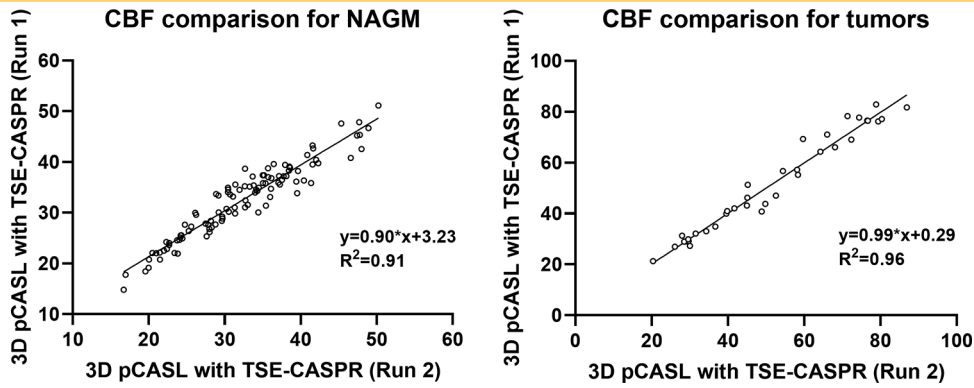 CBF comparison for NAGM
3D pCASL with TSE-CASPR (Run 1)
60
50
40
30
20
10
y=0.90*x+3.23
R²=0.91
10
20
30
40
50
60
3D pCASL with TSE-CASPR (Run 2)
CBF comparison for tumors
3D pCASL with TSE-CASPR (Run 1)
100
80
60
40
20
0
y=0.99*x+0.29
R²=0.96
0
20
40
60
80
100
3D pCASL with TSE-CASPR (Run 2)